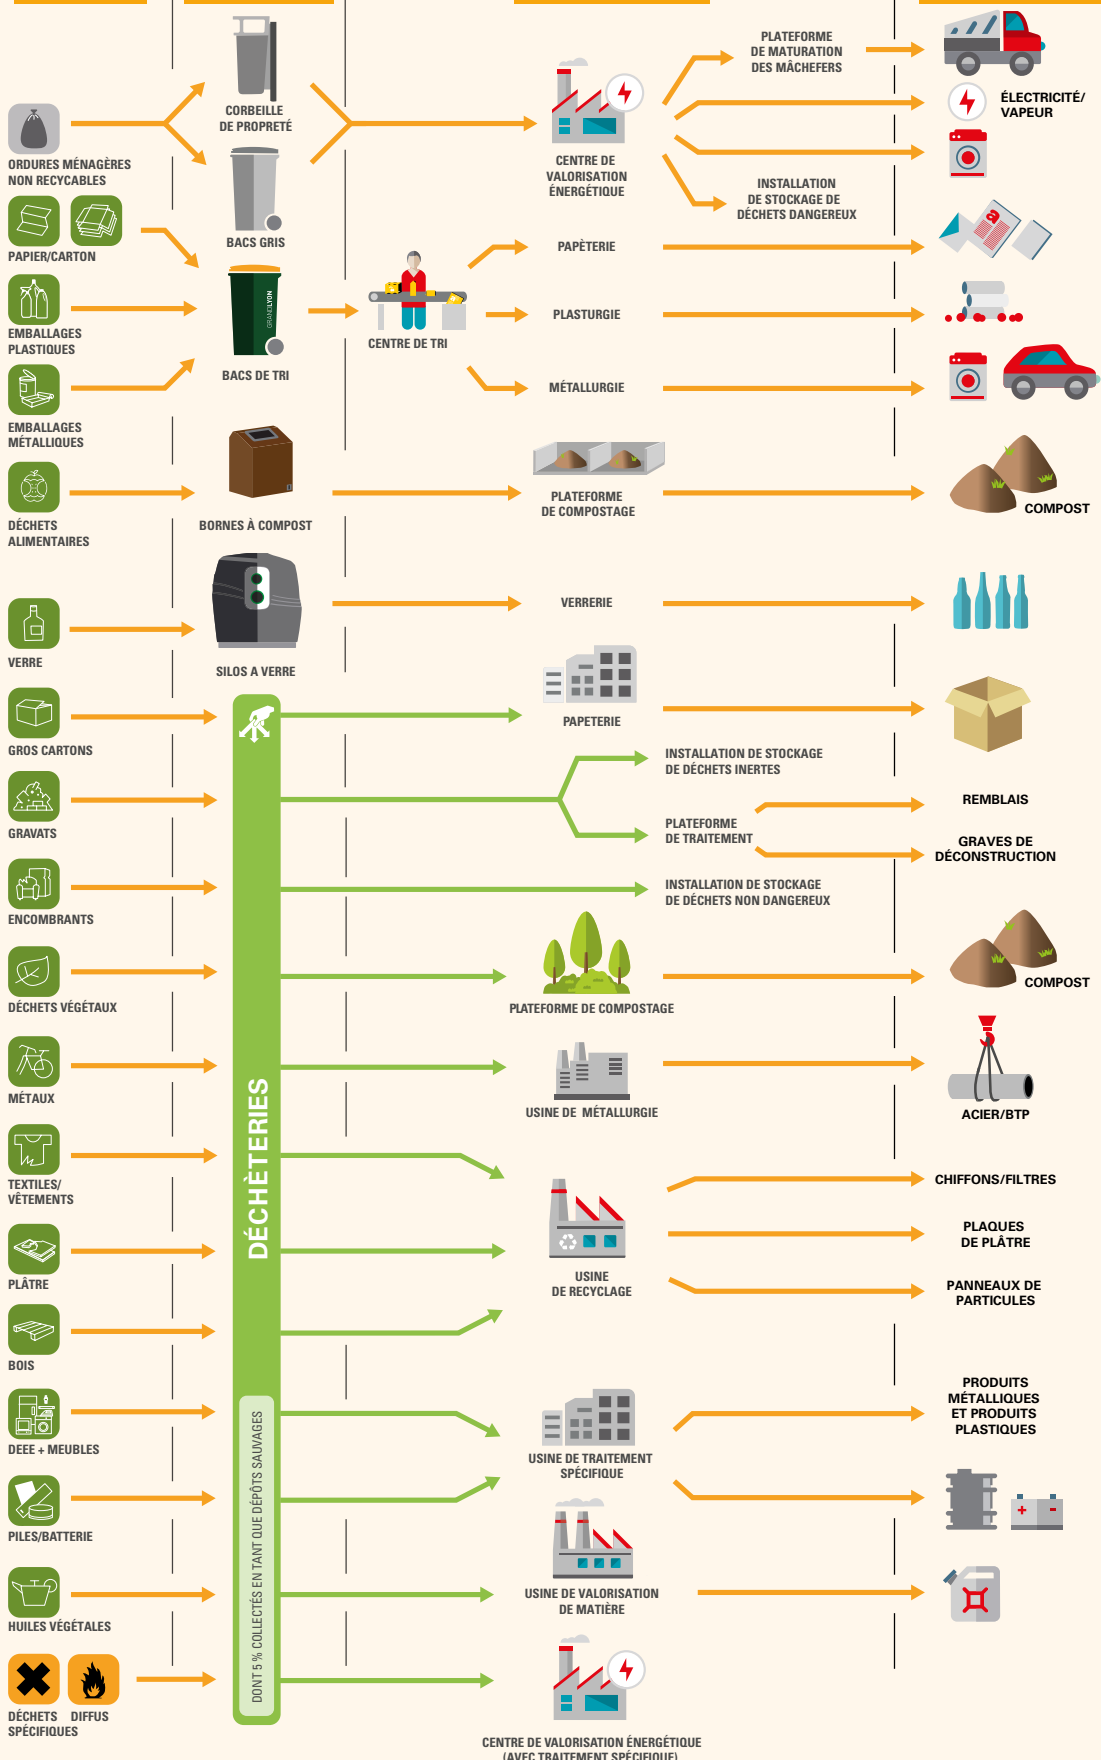 CORBEILLE
DE PROPRETÉ
PLATEFORME
DE MATURATION
DES MÂCHEFERS
ÉLECTRICITÉ/
VAPEUR
ORDURES MÉNAGÈRES
NON RECYCABLES
CENTRE DE
VALORISATION
ÉNERGÉTIQUE
INSTALLATION
DE STOCKAGE DE
DÉCHETS DANGEREUX
BACS GRIS
PAPIER/CARTON
PAPÈTERIE
a
GRANDLYON
EMBALLAGES
PLASTIQUES
CENTRE DE TRI
PLASTURGIE
BACS DE TRI
MÉTALLURGIE
EMBALLAGES
MÉTALLIQUES
DÉCHETS
ALIMENTAIRES
BORNES À COMPOST
PLATEFORME
DE COMPOSTAGE
COMPOST
VERRE
SILOS A VERRE
VERRERIE
GROS CARTONS
PAPETERIE
GRAVATS
INSTALLATION DE STOCKAGE
DE DÉCHETS INERTES
PLATEFORME
DE TRAITEMENT
REMBLAIS
GRAVES DE
DÉCONSTRUCTION
ENCOMBRANTS
INSTALLATION DE STOCKAGE
DE DÉCHETS NON DANGEREUX
DÉCHETS VÉGÉTAUX
PLATEFORME DE COMPOSTAGE
COMPOST
MÉTAUX
USINE DE MÉTALLURGIE
ACIER/BTP
DÉCHÈTERIES
TEXTILES/
VÊTEMENTS
CHIFFONS/FILTRES
PLÂTRE
USINE
DE RECYCLAGE
PLAQUES
DE PLÂTRE
PANNEAUX DE
PARTICULES
BOIS
DEEE + MEUBLES
DONT 5 % COLLECTÉS EN TANT QUE DÉPÔTS SAUVAGES
USINE DE TRAITEMENT
SPÉCIFIQUE
PRODUITS
MÉTALLIQUES
ET PRODUITS
PLASTIQUES
PILES/BATTERIE
+ -
HUILES VÉGÉTALES
USINE DE VALORISATION
DE MATIÈRE
DÉCHETS
SPÉCIFIQUES
DIFFUS
CENTRE DE VALORISATION ÉNERGÉTIQUE
(AVEC TRAITEMENT SPÉCIFIQUE)